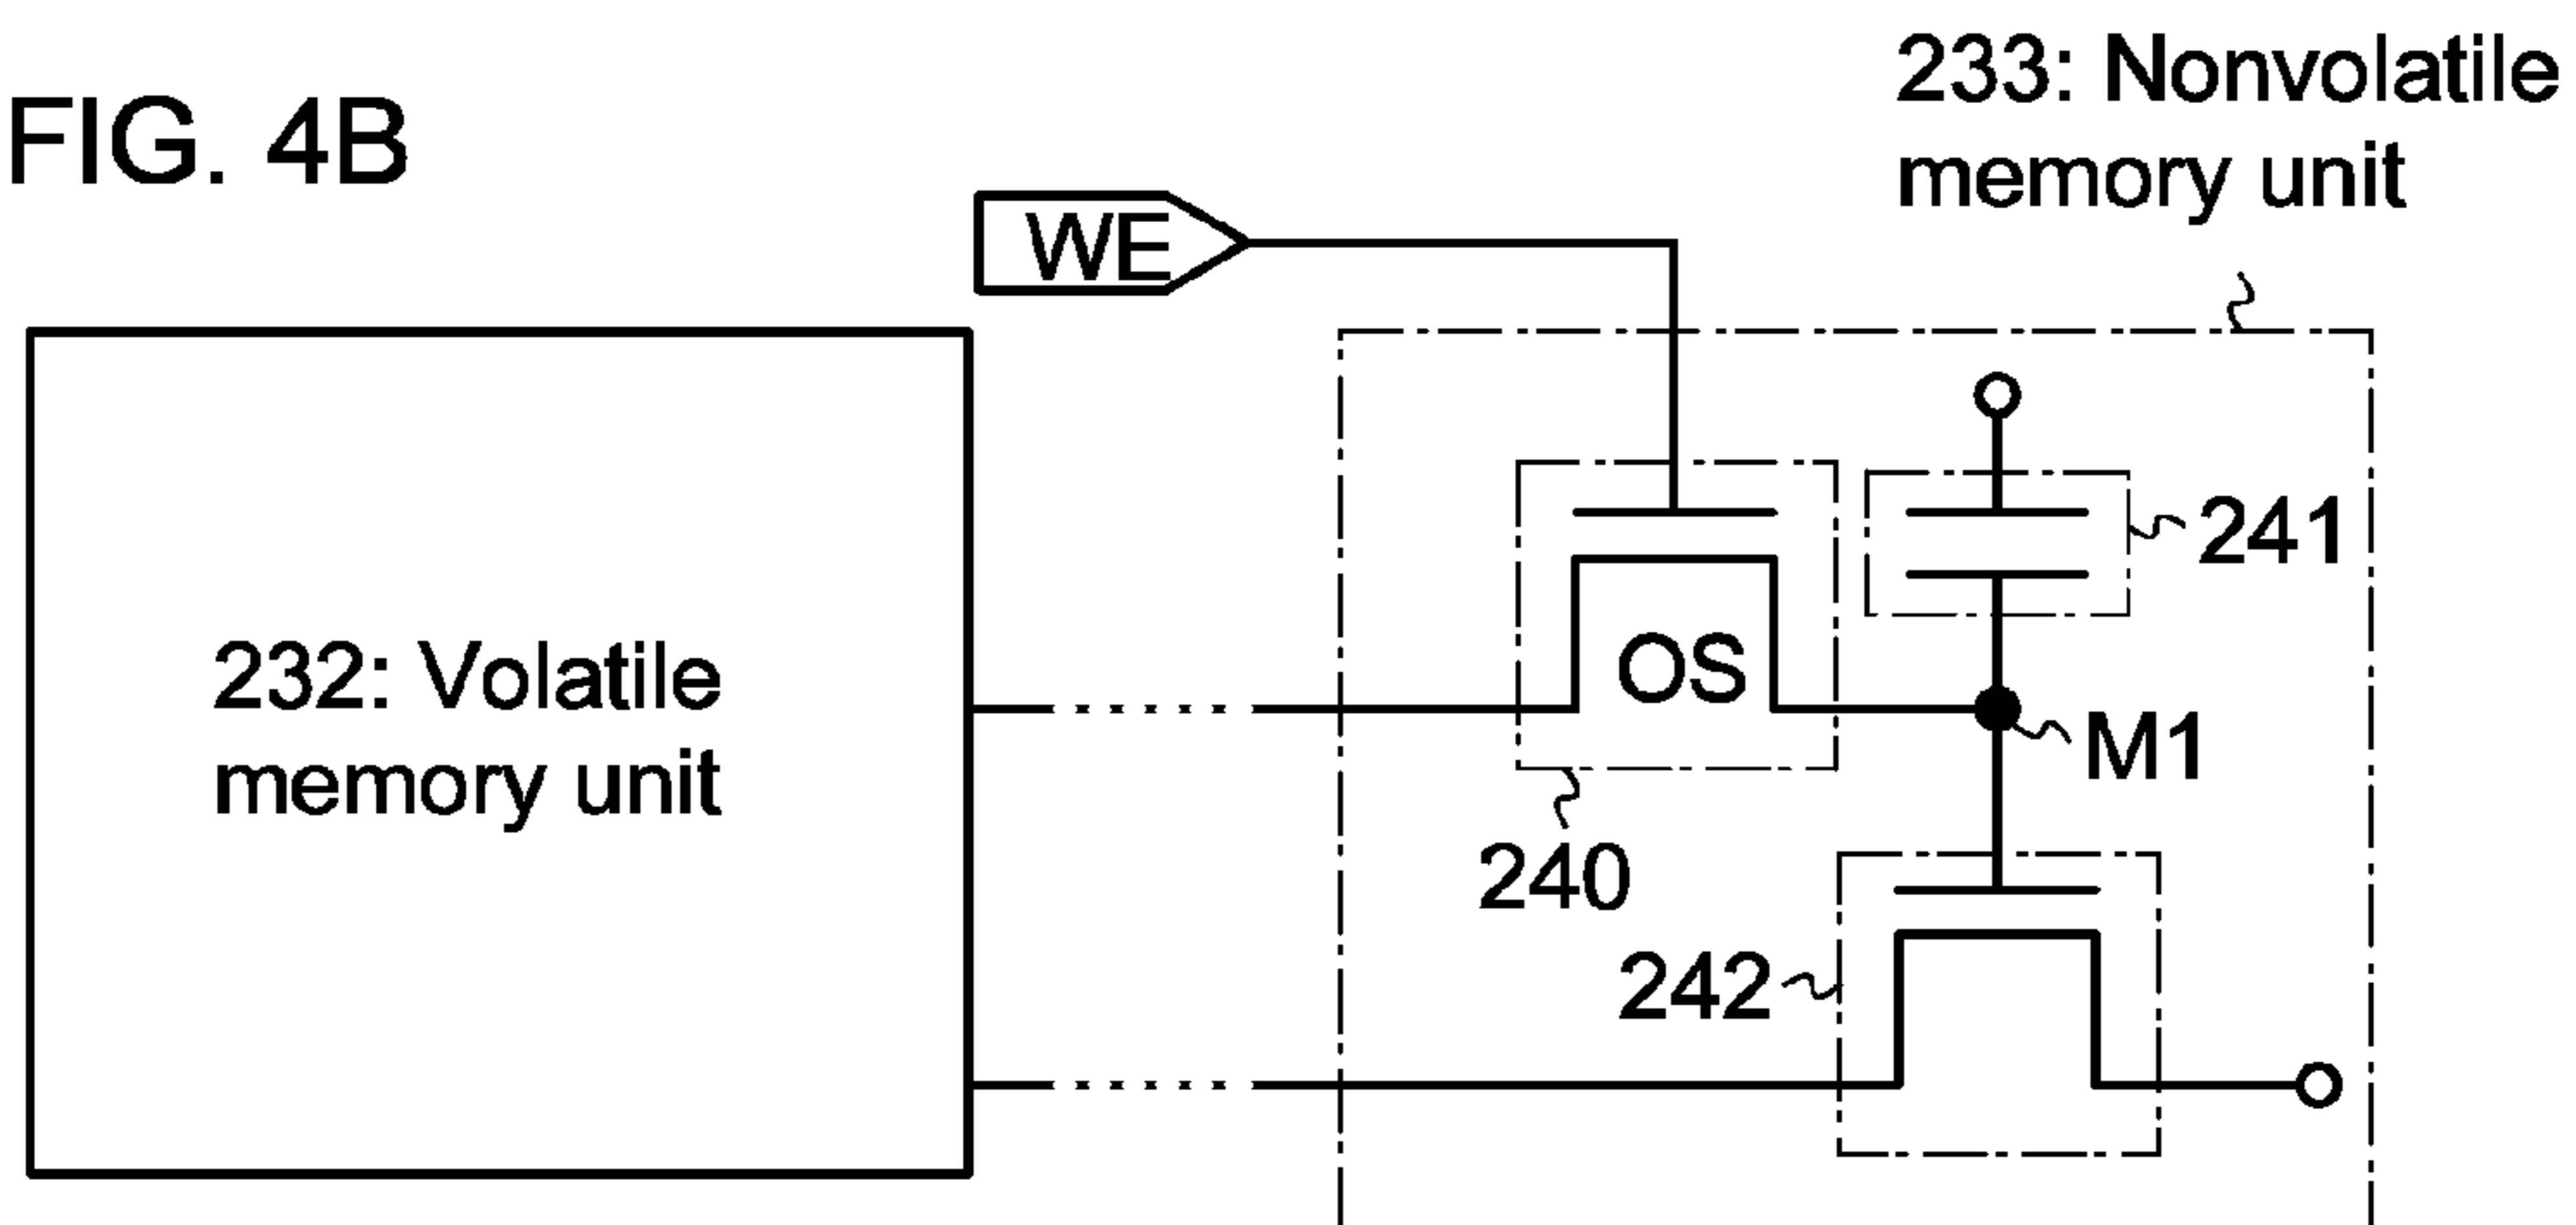 FIG. 4B
233: Nonvolatile
memory unit
WE
241
232: Volatile
memory unit
OS
M1
240
242